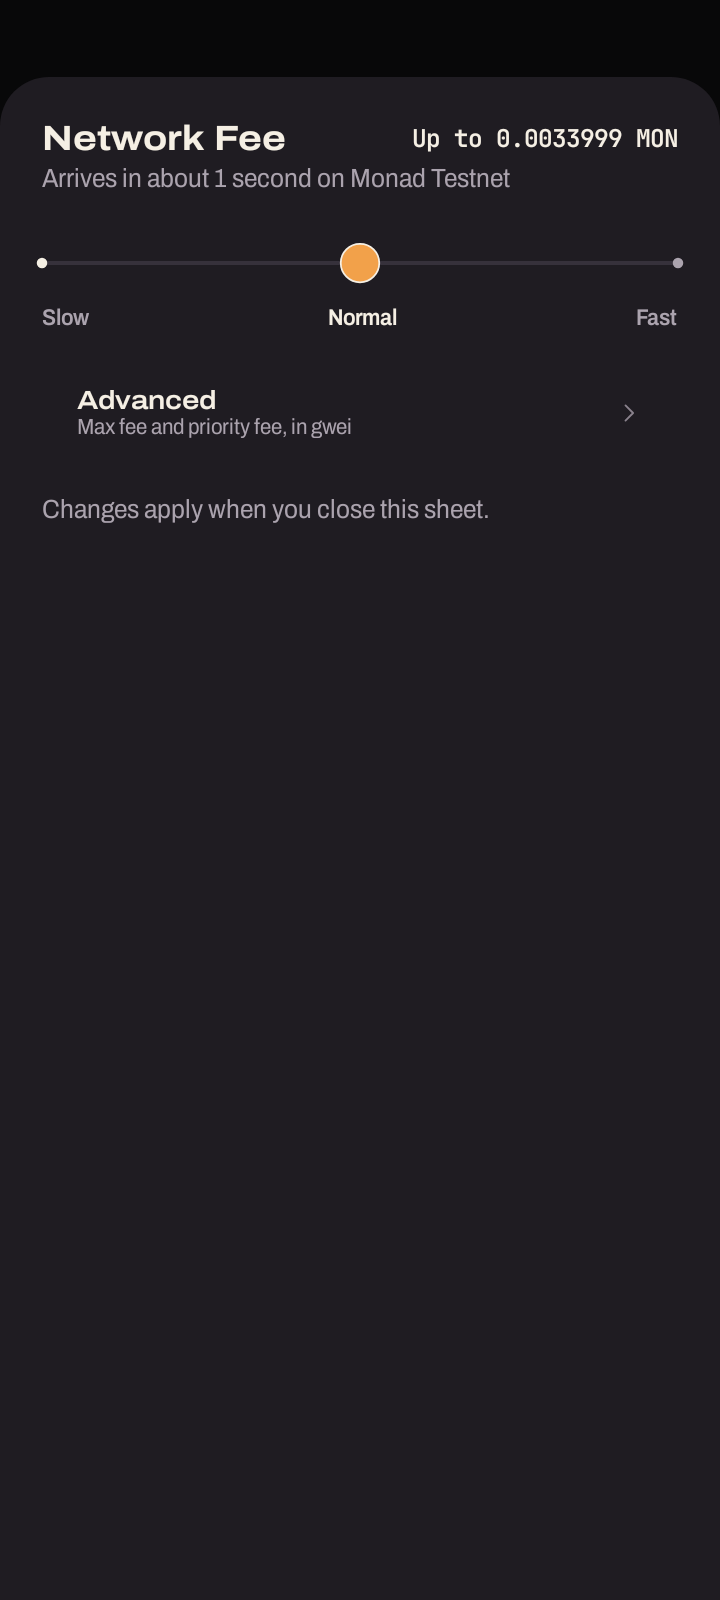 Network Fee
Up to 0.0033999 MON
Arrives in about 1 second on Monad Testnet
Slow
Normal
Fast
Advanced
Max fee and priority fee, in gwei
Changes apply when you close this sheet.